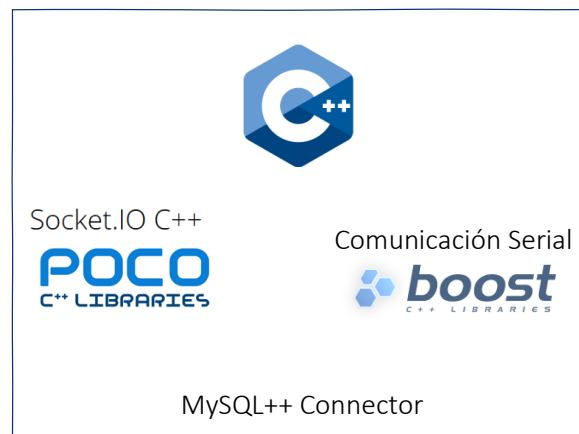 C++
Socket.IO C++
POCO
C++ LIBRARIES
Comunicación Serial
boost
C++ LIBRARIES
MySQL++ Connector